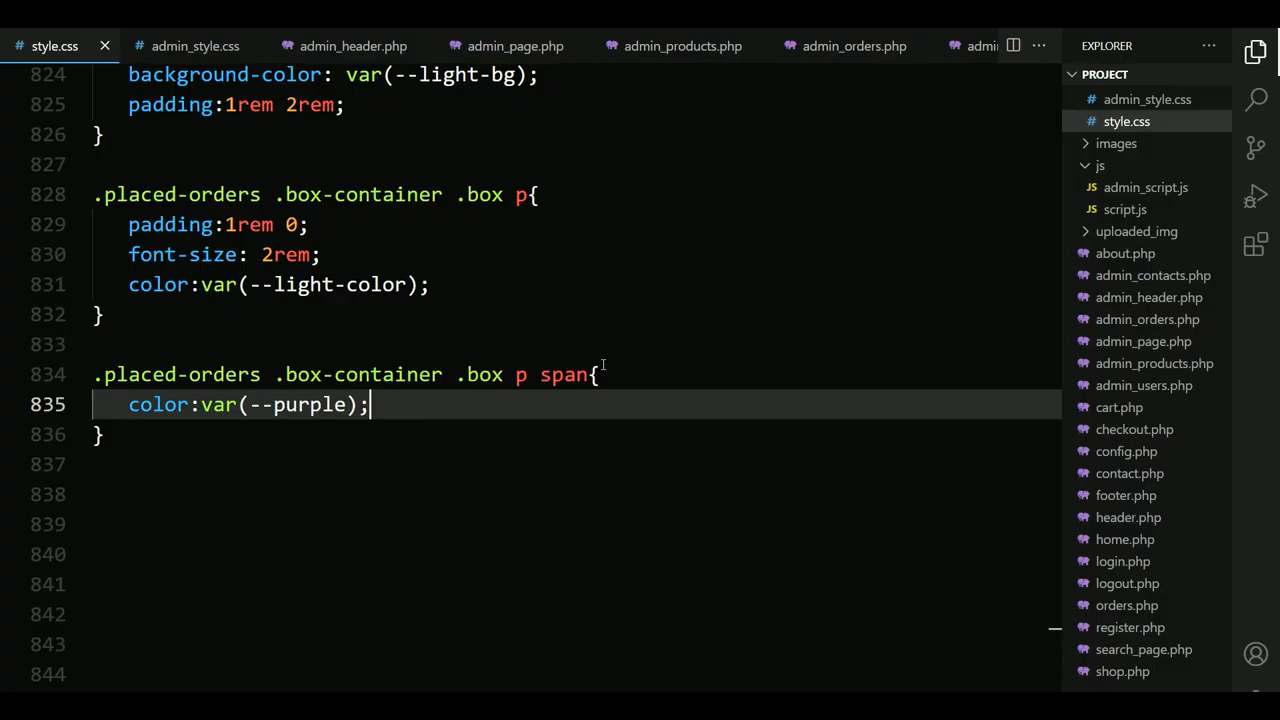 style.css
admin_style.css
admin_header.php
admin_page.php
admin_products.php
admin_orders.php
admi
824 background-color: var(--light-bg);
825 padding:1rem 2rem;
826 }
827
828 .placed-orders .box-container .box p{
829 padding:1rem 0;
830 font-size: 2rem;
831 color:var(--light-color);
832 }
833
834 .placed-orders .box-container .box p span{
835 color:var(--purple);
836 }
837
838
839
840
841
842
843
844
EXPLORER
PROJECT
# admin_style.css
# style.css
images
js
JS admin_script.js
JS script.js
uploaded_img
about.php
admin_contacts.php
admin_header.php
admin_orders.php
admin_page.php
admin_products.php
admin_users.php
cart.php
checkout.php
config.php
contact.php
footer.php
header.php
home.php
login.php
logout.php
orders.php
register.php
search_page.php
shop.php